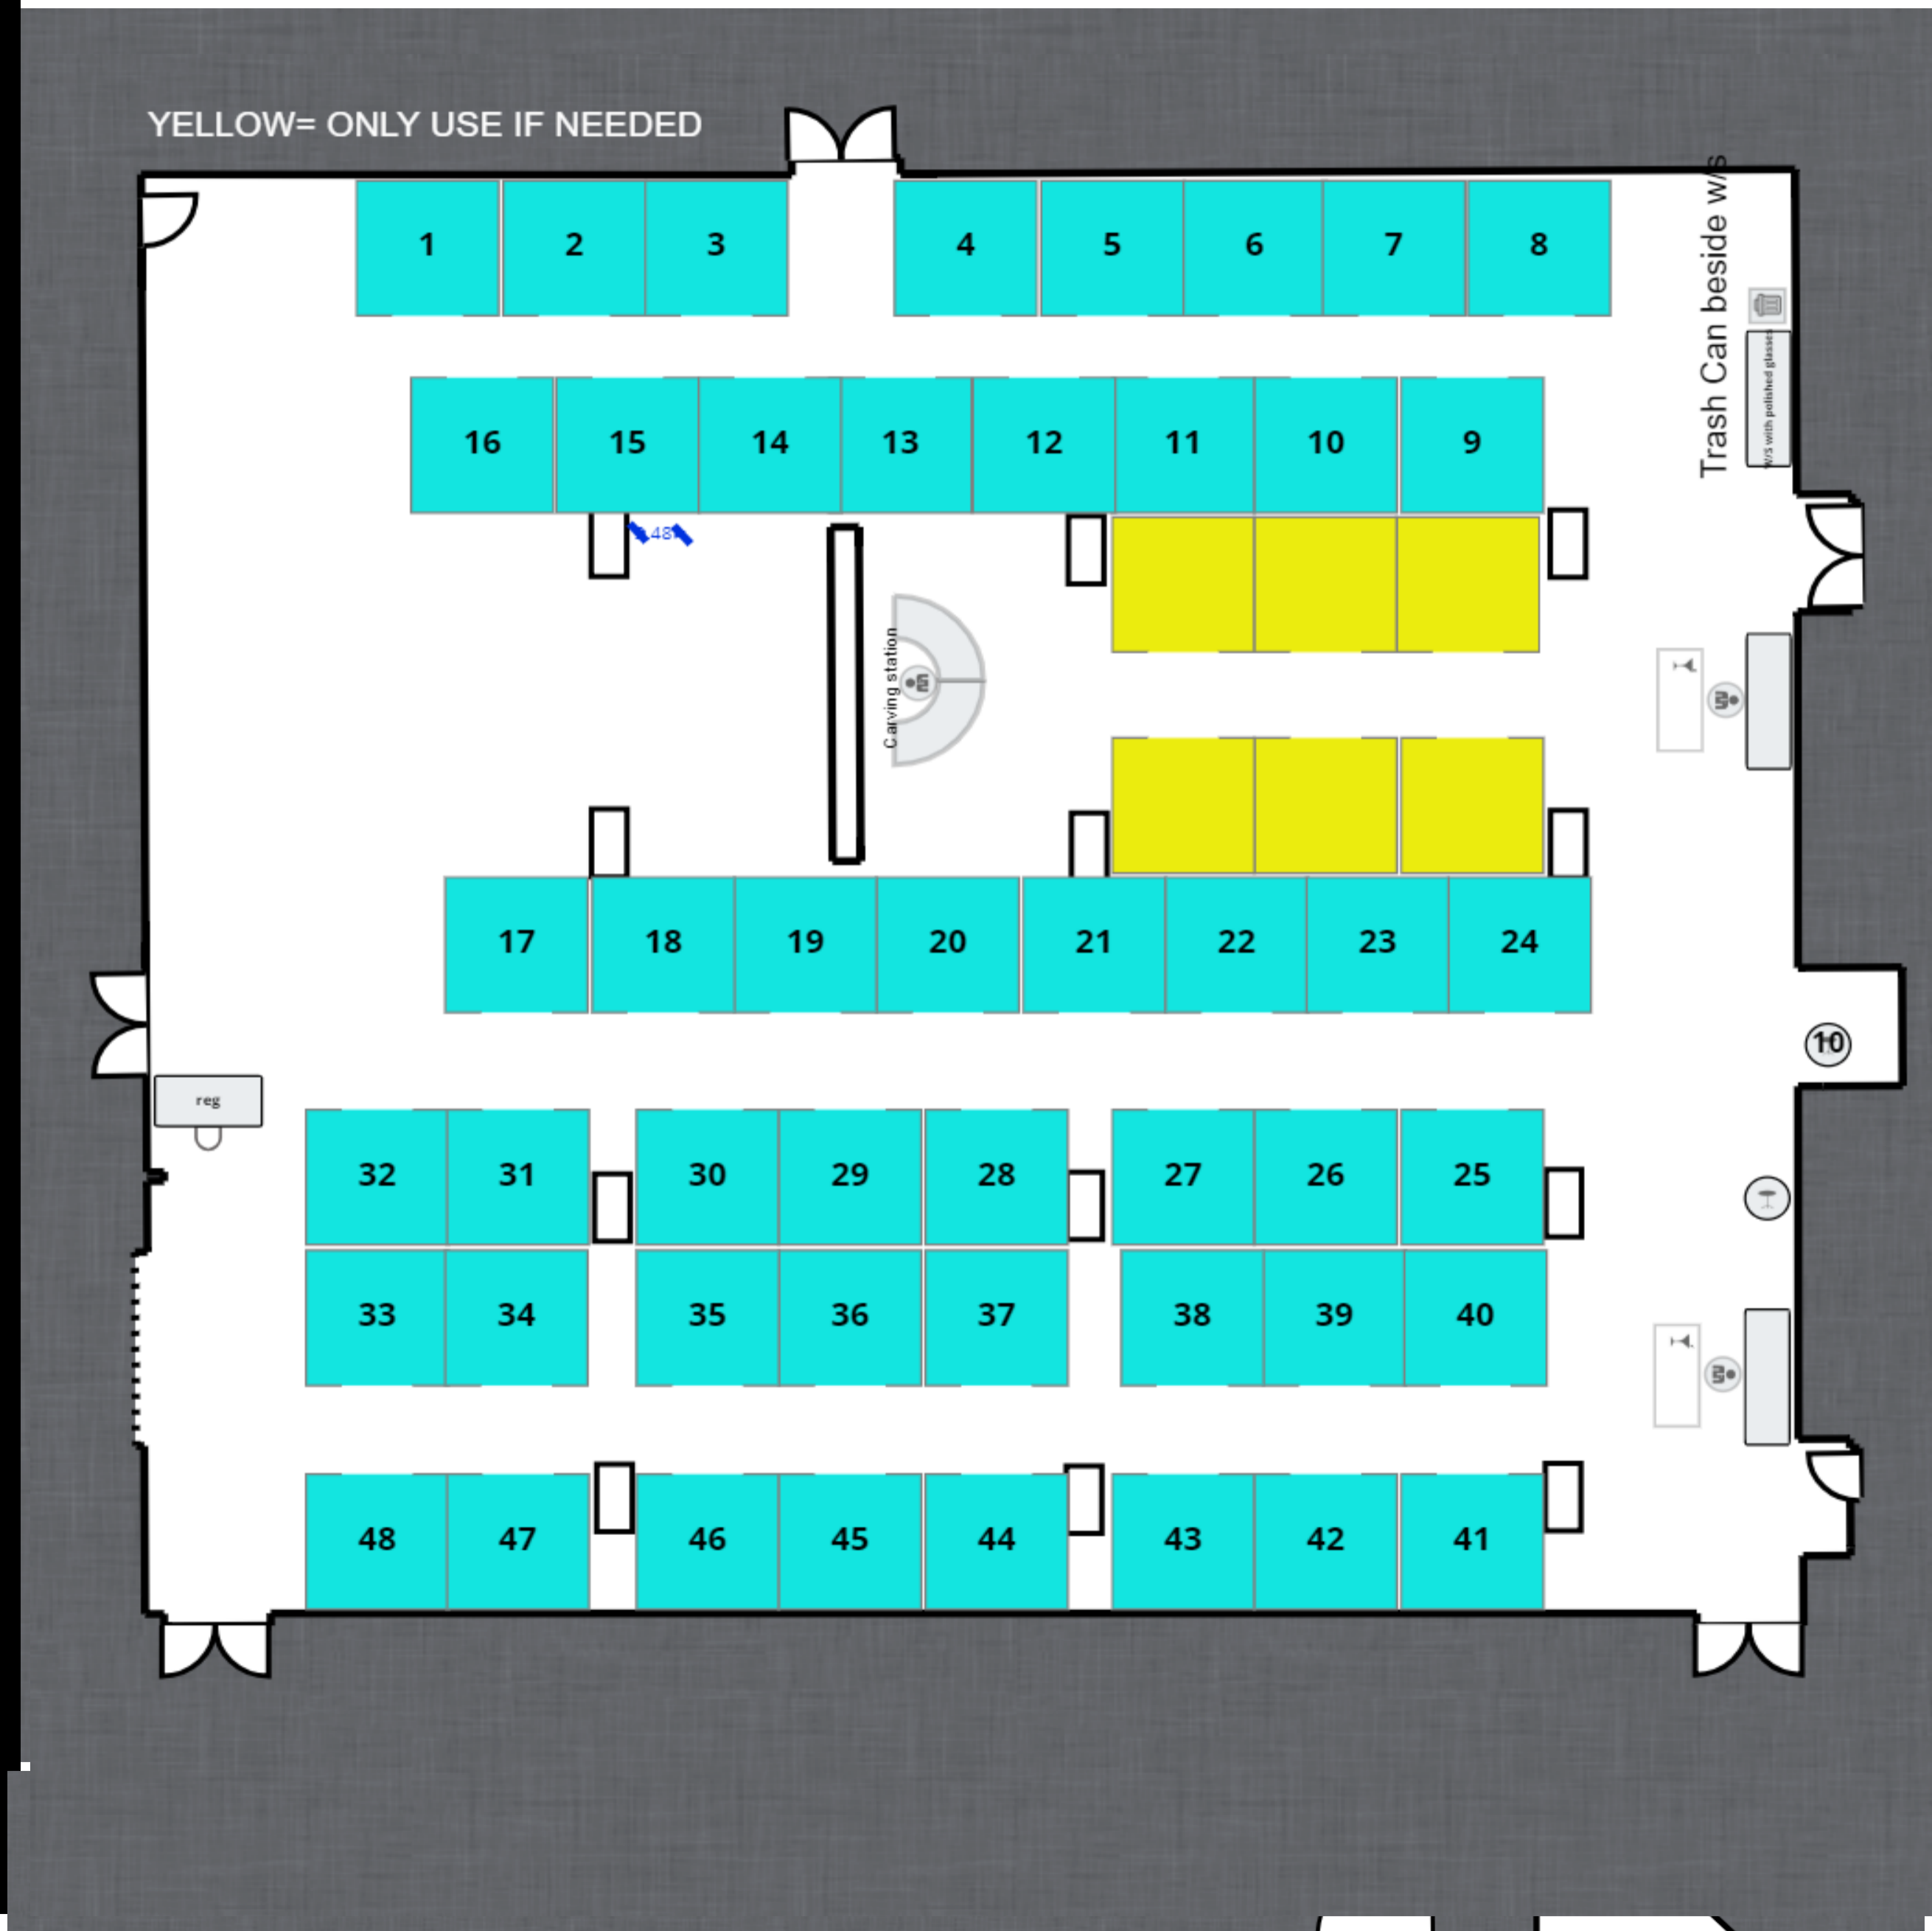 YELLOW= ONLY USE IF NEEDED
1 2 3 4 5 6 7 8
Trash Can beside w/s
W/S with polished glasses
16 15 14 13 12 11 10 9
48
Carving station
17 18 19 20 21 22 23 24
10
reg
32 31 30 29 28 27 26 25
33 34 35 36 37 38 39 40
48 47 46 45 44 43 42 41